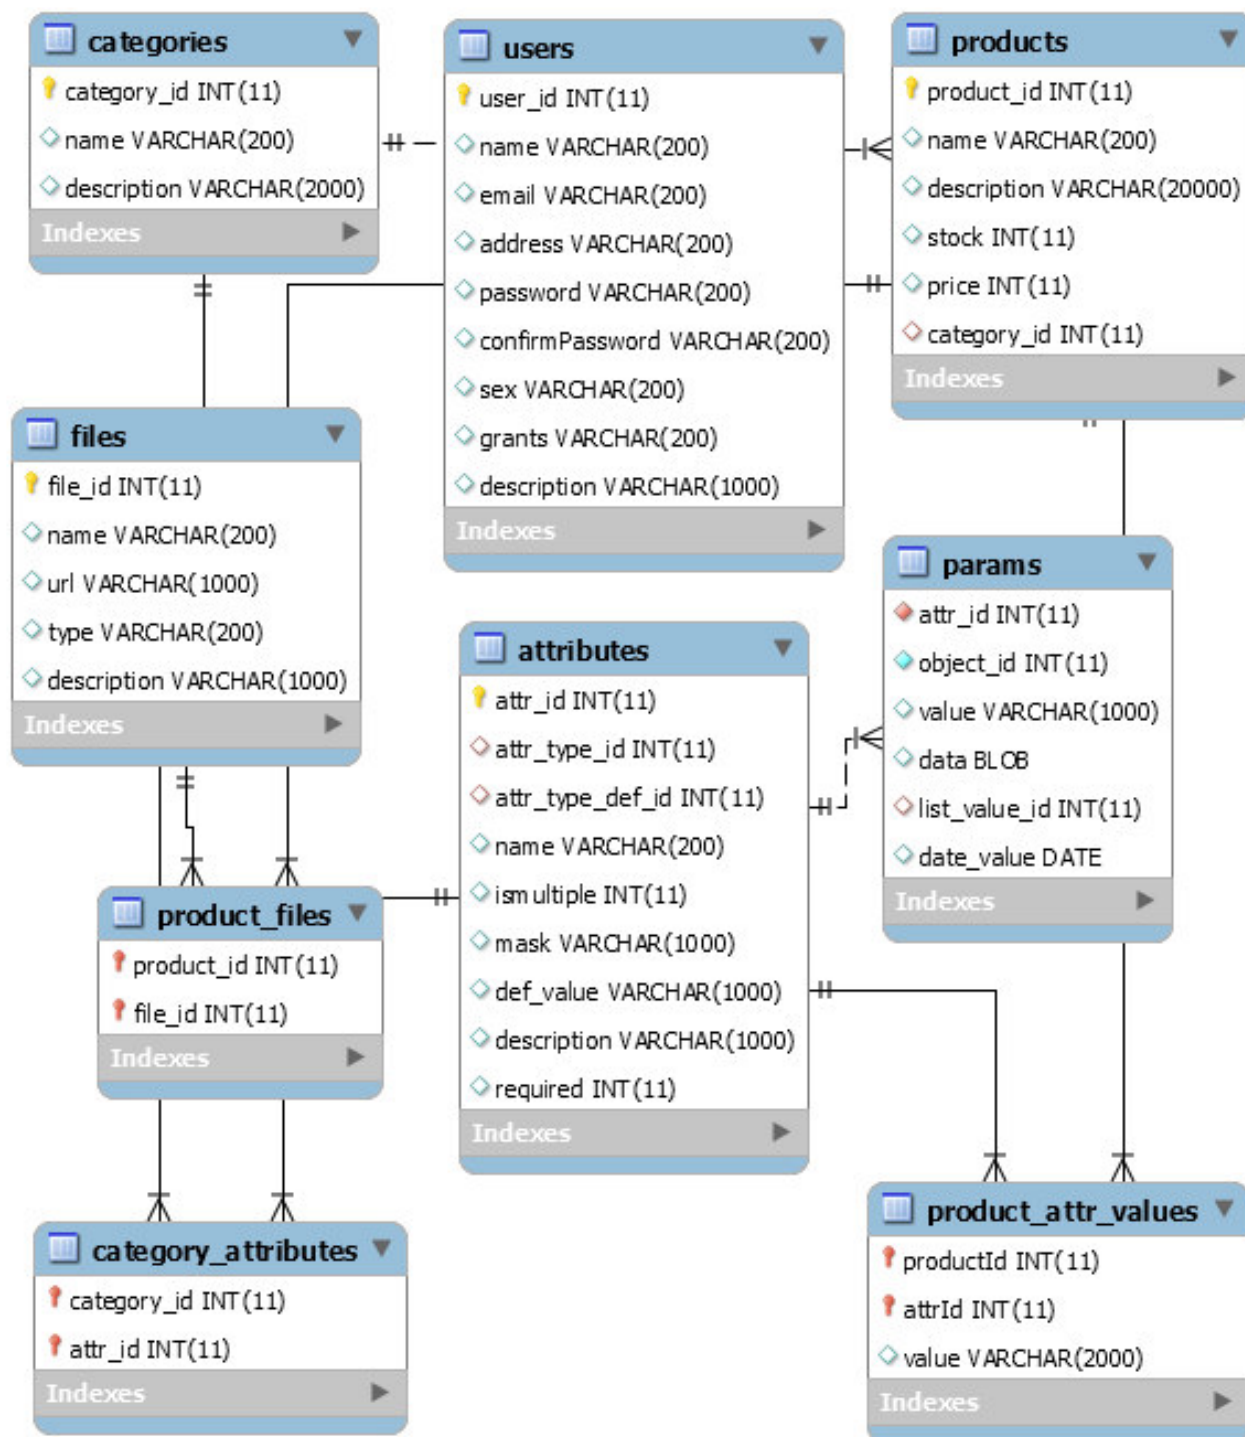 categories
category_id INT(11)
name VARCHAR(200)
description VARCHAR(2000)
Indexes
users
user_id INT(11)
name VARCHAR(200)
email VARCHAR(200)
address VARCHAR(200)
password VARCHAR(200)
confirmPassword VARCHAR(200)
sex VARCHAR(200)
grants VARCHAR(200)
description VARCHAR(1000)
Indexes
products
product_id INT(11)
name VARCHAR(200)
description VARCHAR(20000)
stock INT(11)
price INT(11)
category_id INT(11)
Indexes
files
file_id INT(11)
name VARCHAR(200)
url VARCHAR(1000)
type VARCHAR(200)
description VARCHAR(1000)
Indexes
attributes
attr_id INT(11)
attr_type_id INT(11)
attr_type_def_id INT(11)
name VARCHAR(200)
ismultiple INT(11)
mask VARCHAR(1000)
def_value VARCHAR(1000)
description VARCHAR(1000)
required INT(11)
Indexes
params
attr_id INT(11)
object_id INT(11)
value VARCHAR(1000)
data BLOB
list_value_id INT(11)
date_value DATE
Indexes
product_files
product_id INT(11)
file_id INT(11)
Indexes
category_attributes
category_id INT(11)
attr_id INT(11)
Indexes
product_attr_values
productId INT(11)
attrId INT(11)
value VARCHAR(2000)
Indexes